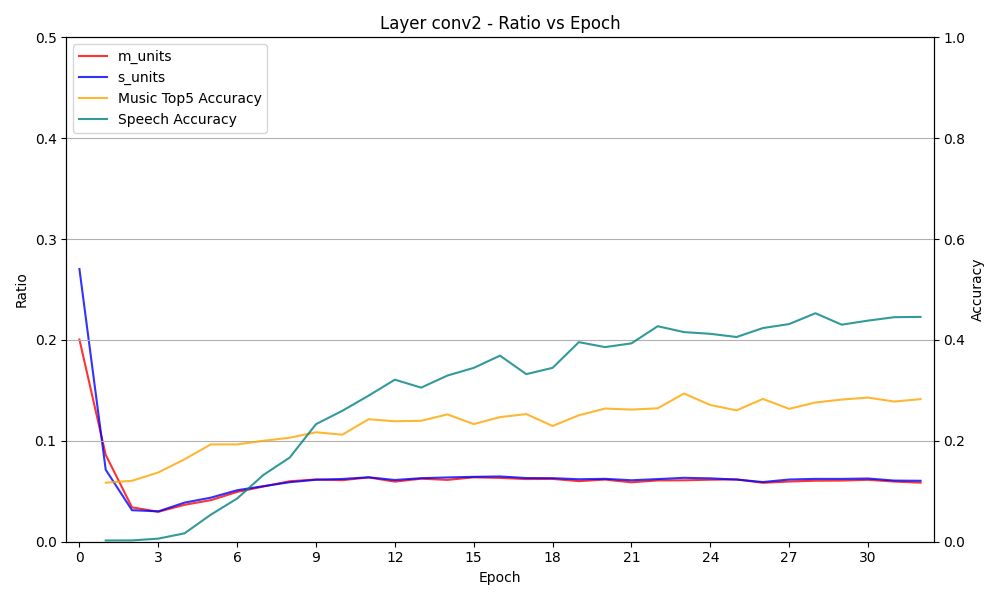 Layer conv2 - Ratio vs Epoch
m_units
s_units
Music Top5 Accuracy
Speech Accuracy
Ratio
0.5
0.4
0.3
0.2
0.1
0.0
1.0
0.8
0.6
0.4
0.2
0.0
Accuracy
0 3 6 9 12 15 18 21 24 27 30
Epoch